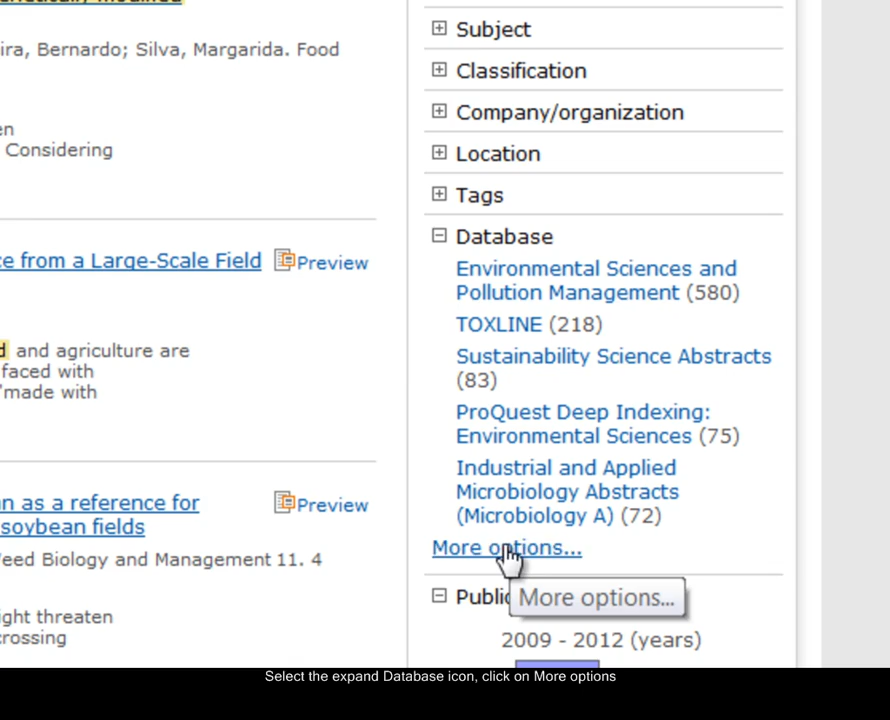 ira, Bernardo; Silva, Margarida. Food
en
Considering
ce from a Large-Scale Field
Preview
d and agriculture are
faced with
'made with
Preview
an as a reference for
soybean fields
eed Biology and Management 11. 4
ight threaten
crossing
Subject
Classification
Company/organization
Location
Tags
Database
Environmental Sciences and
Pollution Management (580)
TOXLINE (218)
Sustainability Science Abstracts
(83)
ProQuest Deep Indexing:
Environmental Sciences (75)
Industrial and Applied
Microbiology Abstracts
(Microbiology A) (72)
More options...
Public
More options...
2009 - 2012 (years)
Select the expand Database icon, click on More options